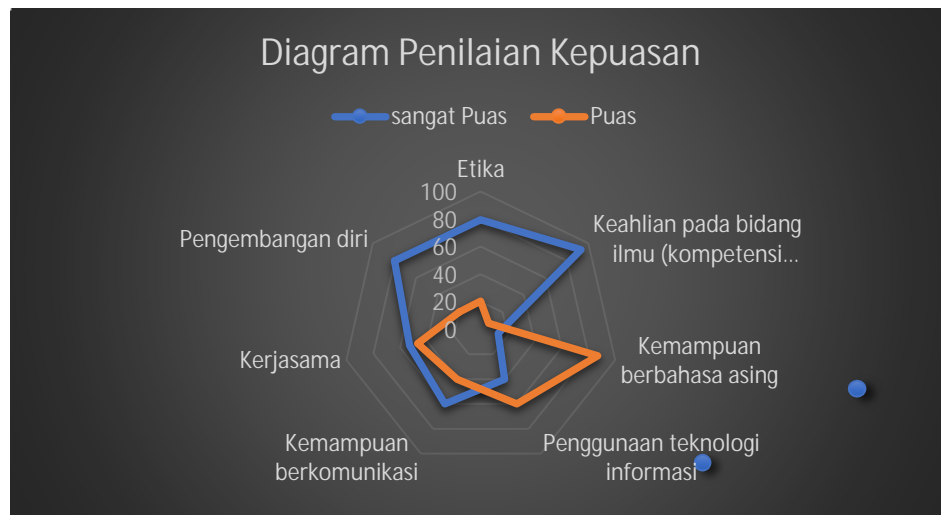 Diagram Penilaian Kepuasan
sangat Puas
Puas
Etika
100
80
60
40
20
0
Keahlian pada bidang
ilmu (kompetensi...
Kemampuan
berbahasa asing
Penggunaan teknologi
informasi
Kemampuan
berkomunikasi
Kerjasama
Pengembangan diri